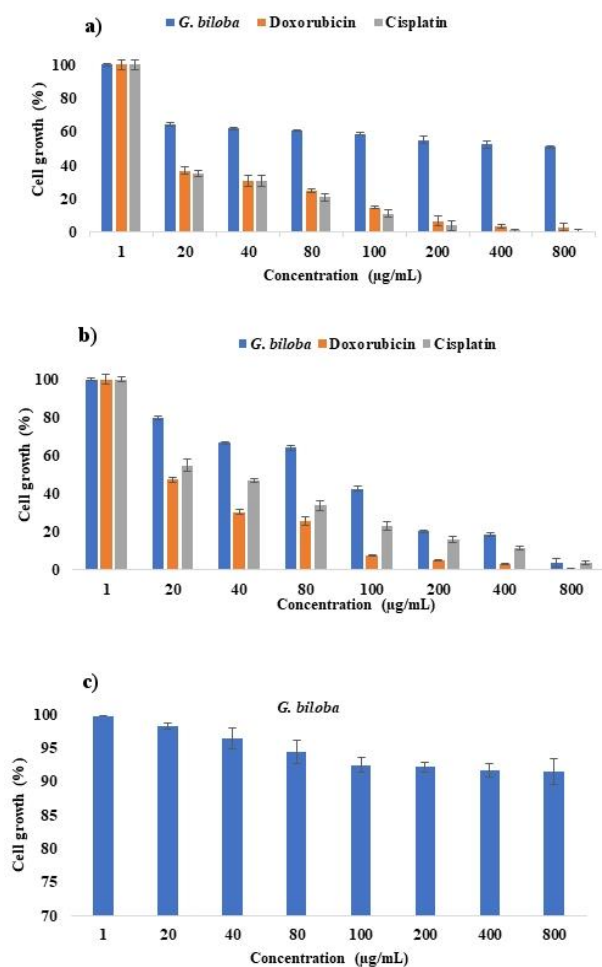 a)
G. biloba Doxorubicin Cisplatin
Cell growth (%)
100
80
60
40
20
0
1 20 40 80 100 200 400 800
Concentration (µg/mL)
b)
G. biloba Doxorubicin Cisplatin
Cell growth (%)
100
80
60
40
20
0
1 20 40 80 100 200 400 800
Concentration (µg/mL)
c)
G. biloba
Cell growth (%)
100
95
90
85
90
75
70
1 20 40 80 100 200 400 800
Concentration (µg/mL)